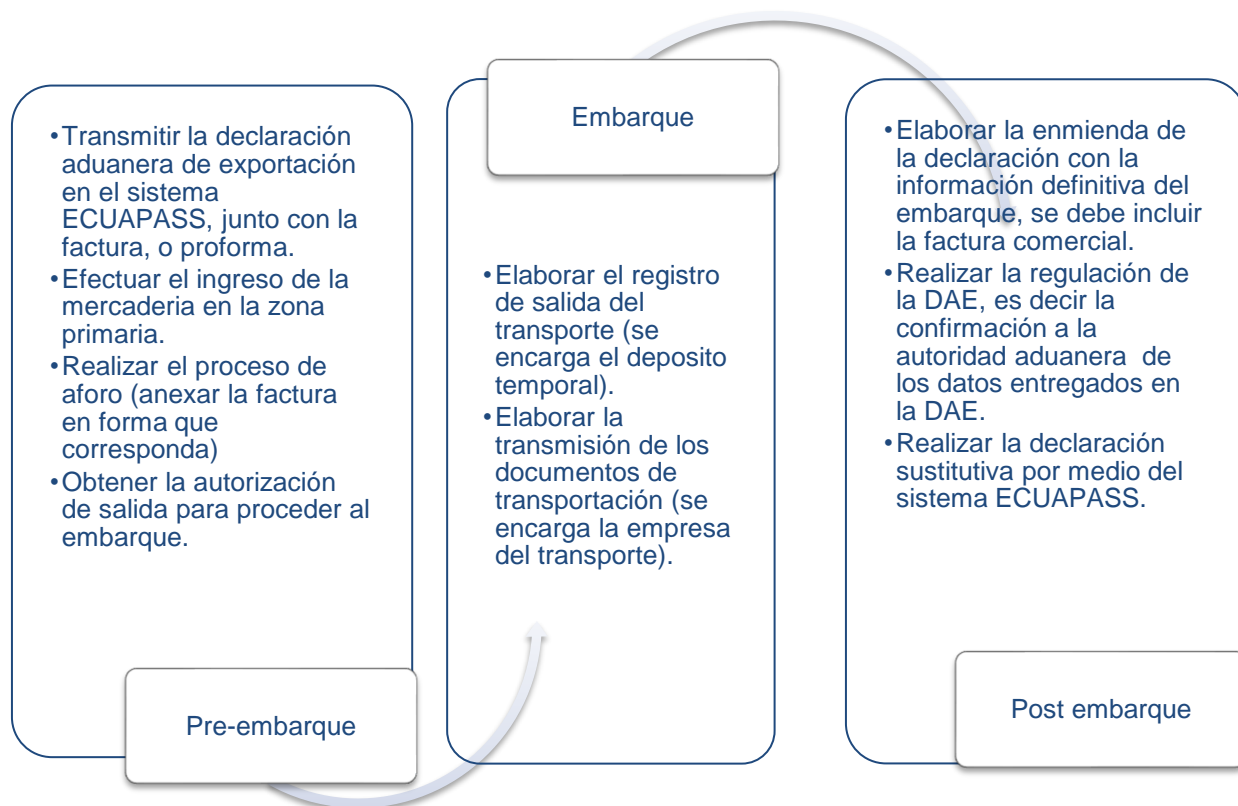 •Transmitir la declaración
aduanera de exportación
en el sistema
ECUAPASS, junto con la
factura, o proforma.
•Efectuar el ingreso de la
mercaderia en la zona
primaria.
•Realizar el proceso de
aforo (anexar la factura
en forma que
corresponda)
•Obtener la autorización
de salida para proceder al
embarque.
Pre-embarque
Embarque
•Elaborar el registro
de salida del
transporte (se
encarga el deposito
temporal).
•Elaborar la
transmisión de los
documentos de
transportación (se
encarga la empresa
del transporte).
•Elaborar la enmienda de
la declaración con la
información definitiva del
embarque, se debe incluir
la factura comercial.
•Realizar la regulación de
la DAE, es decir la
confirmación a la
autoridad aduanera de
los datos entregados en
la DAE.
•Realizar la declaración
sustitutiva por medio del
sistema ECUAPASS.
Post embarque